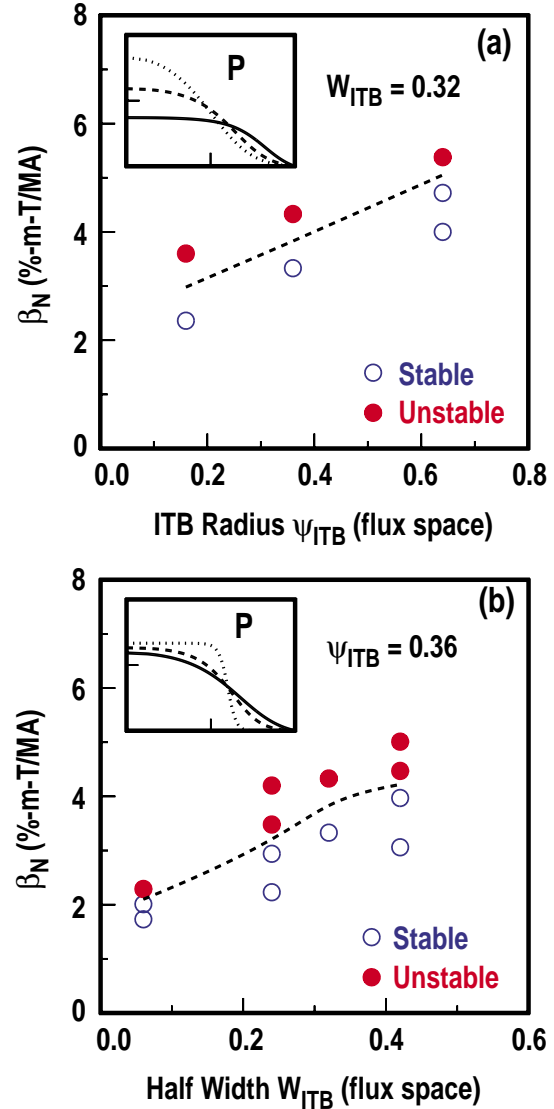 (a)
P
W_ITB = 0.32
8
6
4
2
0
β_N (%-m-T/MA)
Stable
Unstable
0.0 0.2 0.4 0.6 0.8
ITB Radius ψ_ITB (flux space)
(b)
P
ψ_ITB = 0.36
8
6
4
2
0
β_N (%-m-T/MA)
Stable
Unstable
0.0 0.2 0.4 0.6
Half Width W_ITB (flux space)